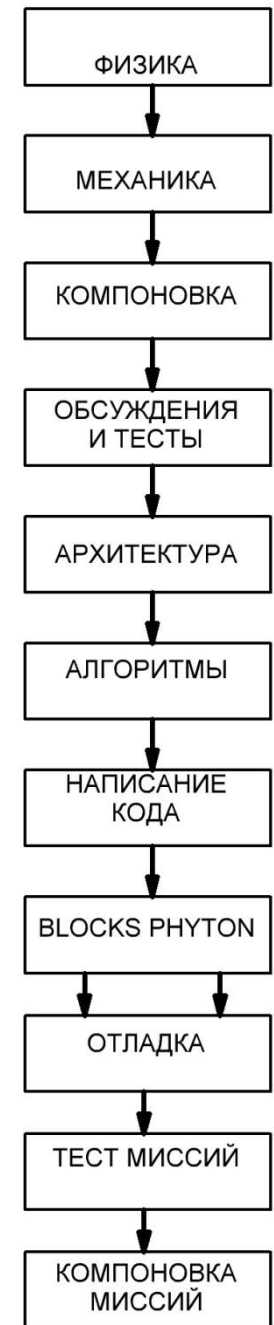 ФИЗИКА
МЕХАНИКА
КОМПОНОВКА
ОБСУЖДЕНИЯ
И ТЕСТЫ
АРХИТЕКТУРА
АЛГОРИТМЫ
НАПИСАНИЕ
КОДА
BLOCKS PHYTON
ОТЛАДКА
ТЕСТ МИССИЙ
КОМПОНОВКА
МИССИЙ